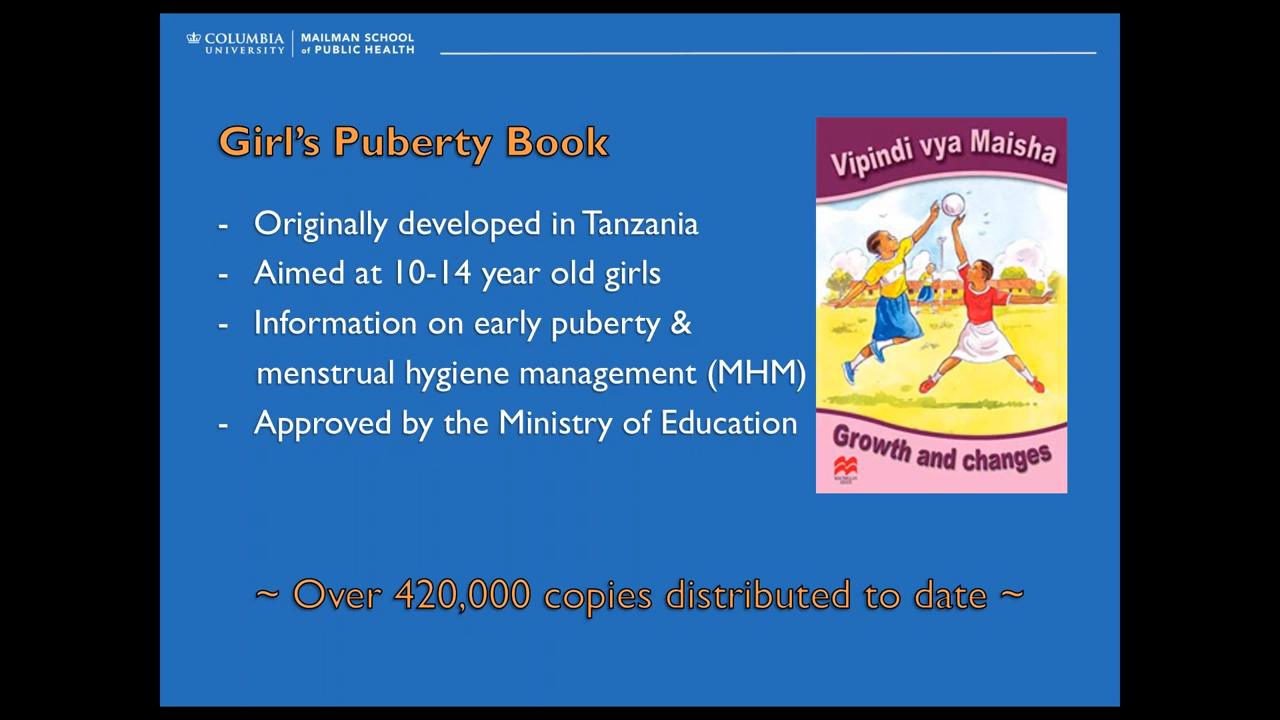 COLUMBIA UNIVERSITY
MAILMAN SCHOOL of PUBLIC HEALTH
Girl's Puberty Book
- Originally developed in Tanzania
- Aimed at 10-14 year old girls
- Information on early puberty &
menstrual hygiene management (MHM)
- Approved by the Ministry of Education
Vipindi vya Maisha
Growth and changes
~ Over 420,000 copies distributed to date ~